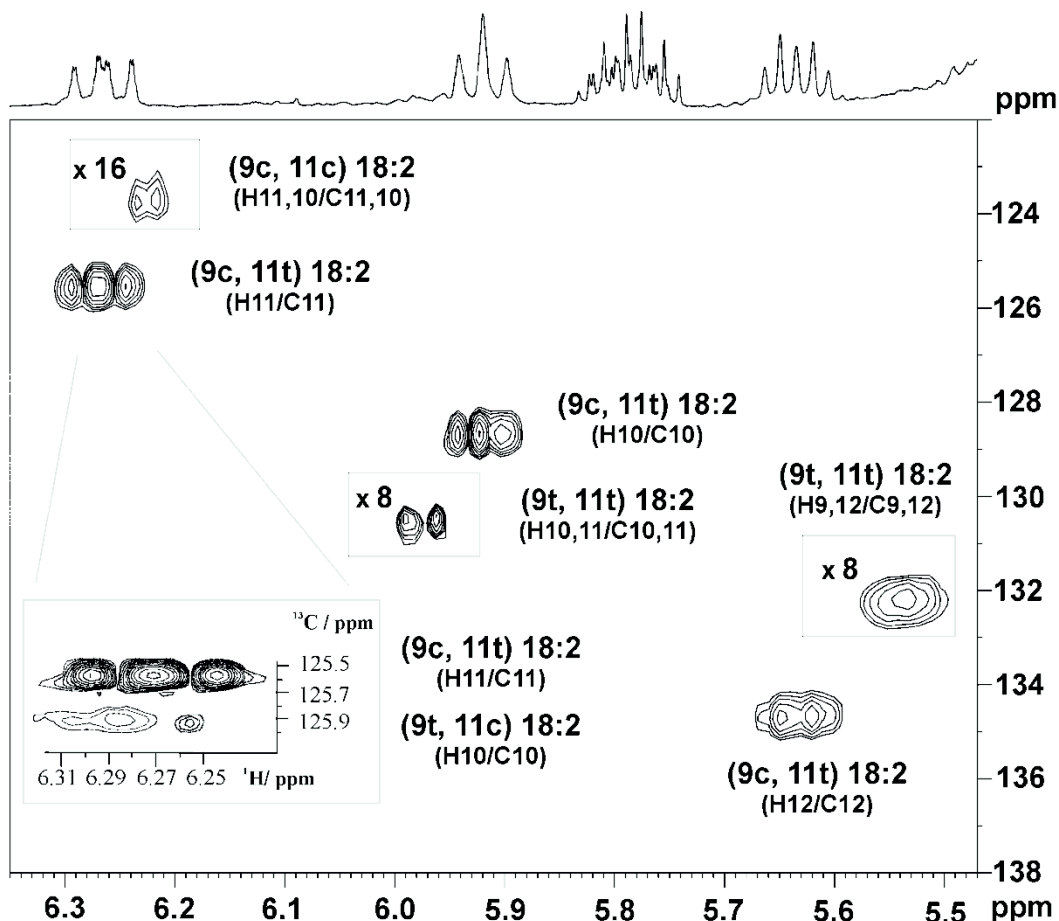 ppm
x 16
(9c, 11c) 18:2
(H11,10/C11,10)
124
(9c, 11t) 18:2
(H11/C11)
126
(9c, 11t) 18:2
(H10/C10)
128
x 8
(9t, 11t) 18:2
(H10,11/C10,11)
(9t, 11t) 18:2
(H9,12/C9,12)
130
x 8
132
¹³C / ppm
125.5
125.7
125.9
6.31 6.29 6.27 6.25 ¹H/ ppm
(9c, 11t) 18:2
(H11/C11)
(9t, 11c) 18:2
(H10/C10)
134
(9c, 11t) 18:2
(H12/C12)
136
138
6.3 6.2 6.1 6.0 5.9 5.8 5.7 5.6 5.5 ppm